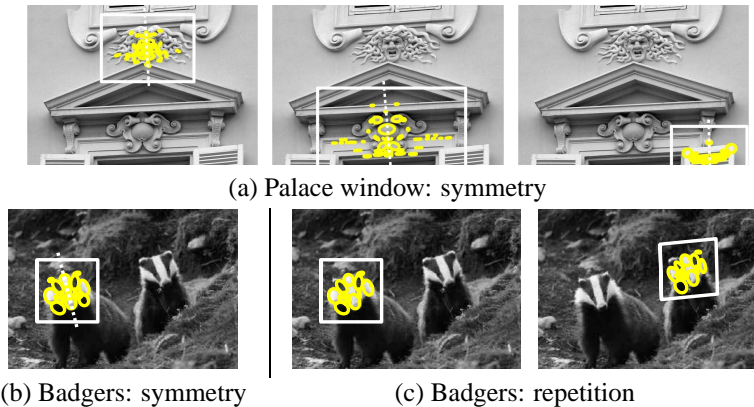 (a) Palace window: symmetry
(b) Badgers: symmetry
(c) Badgers: repetition